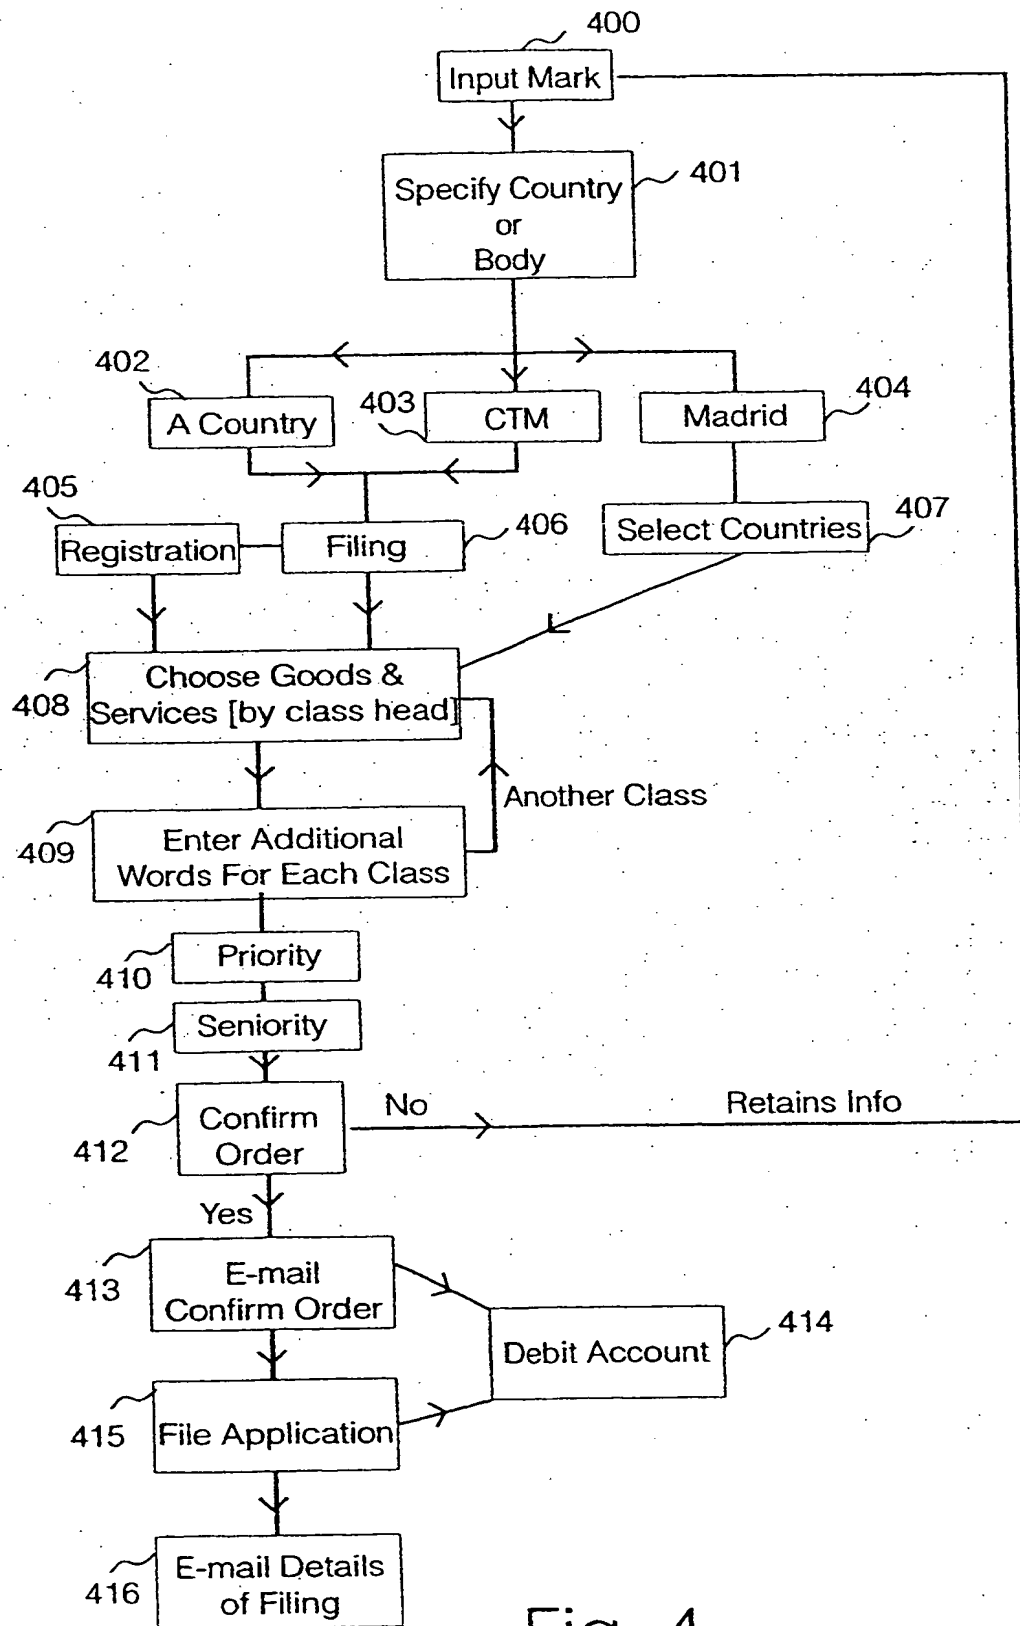 400
Input Mark
401
Specify Country
or
Body
402
A Country
403
CTM
404
Madrid
405
Registration
406
Filing
407
Select Countries
408
Choose Goods &
Services [by class head]
Another Class
409
Enter Additional
Words For Each Class
410
Priority
411
Seniority
412
Confirm
Order
No
Retains Info
Yes
413
E-mail
Confirm Order
414
Debit Account
415
File Application
416
E-mail Details
of Filing
Fig. 4